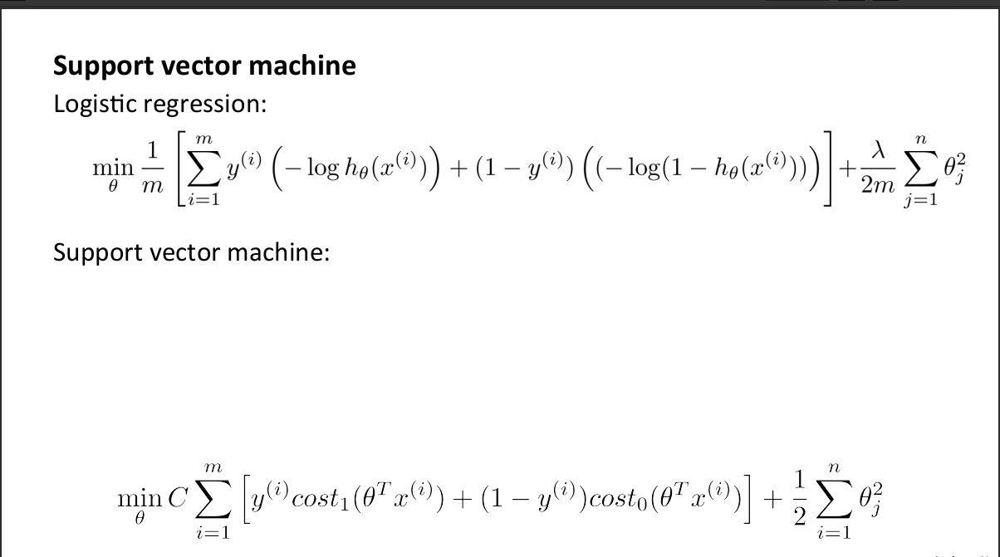 Support vector machine
Logistic regression:
$\min_{\theta} \frac{1}{m} \left[ \sum_{i=1}^{m} y^{(i)} \left( -\log h_\theta(x^{(i)}) \right) + (1 - y^{(i)}) \left( (-\log(1 - h_\theta(x^{(i)}))) \right) \right] + \frac{\lambda}{2m} \sum_{j=1}^{n} \theta_j^2$
Support vector machine:
$\min_{\theta} C \sum_{i=1}^{m} \left[ y^{(i)} cost_1(\theta^T x^{(i)}) + (1 - y^{(i)}) cost_0(\theta^T x^{(i)}) \right] + \frac{1}{2} \sum_{i=1}^{n} \theta_j^2$